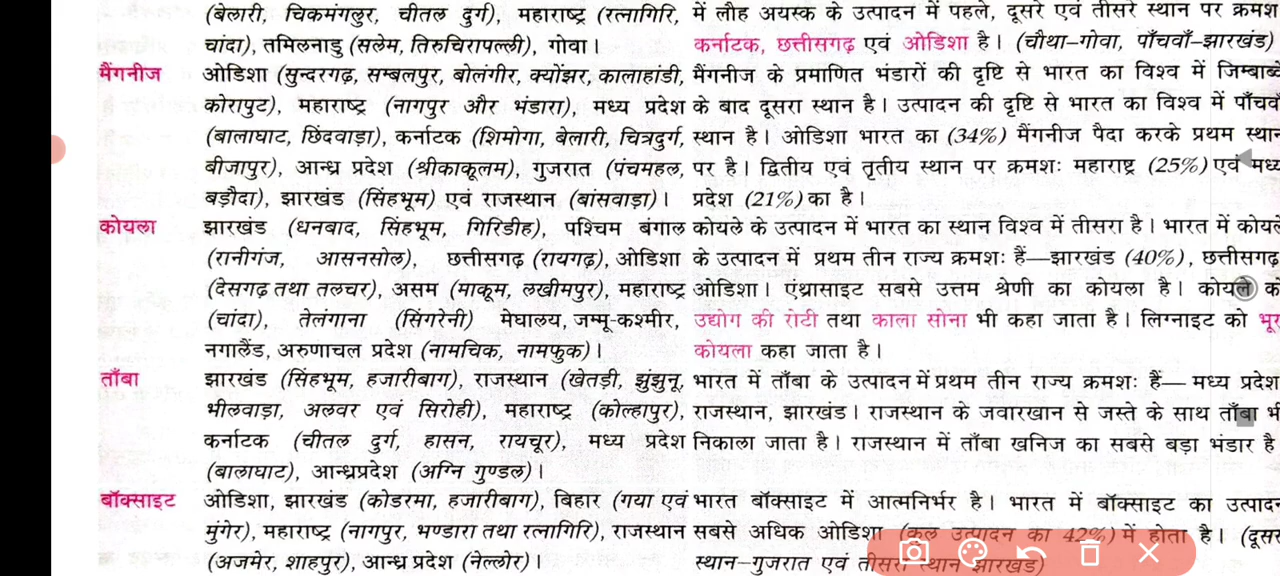 (बेलारी, चिकमंगलुर, चीतल दुर्ग), महाराष्ट्र (रत्नागिरि,
चांदा), तमिलनाडु (सलेम, तिरुचिरापल्ली), गोवा।
में लौह अयस्क के उत्पादन में पहले, दूसरे एवं तीसरे स्थान पर क्रमश
कर्नाटक, छत्तीसगढ़ एवं ओडिशा है। (चौथा–गोवा, पाँचवाँ–झारखंड)
मैंगनीज
ओडिशा (सुन्दरगढ़, सम्बलपुर, बोलंगीर, क्योंझर, कालाहांडी,
कोरापुट), महाराष्ट्र (नागपुर और भंडारा), मध्य प्रदेश
(बालाघाट, छिंदवाड़ा), कर्नाटक (शिमोगा, बेलारी, चित्रदुर्ग,
बीजापुर), आन्ध्र प्रदेश (श्रीकाकूलम), गुजरात (पंचमहल,
बड़ौदा), झारखंड (सिंहभूम) एवं राजस्थान (बांसवाड़ा)।
मैंगनीज के प्रमाणित भंडारों की दृष्टि से भारत का विश्व में जिम्बाब्वे
के बाद दूसरा स्थान है। उत्पादन की दृष्टि से भारत का विश्व में पाँचवाँ
स्थान है। ओडिशा भारत का (34%) मैंगनीज पैदा करके प्रथम स्थान
पर है। द्वितीय एवं तृतीय स्थान पर क्रमशः महाराष्ट्र (25%) एवं मध्य
प्रदेश (21%) का है।
कोयला
झारखंड (धनबाद, सिंहभूम, गिरिडीह), पश्चिम बंगाल
(रानीगंज, आसनसोल), छत्तीसगढ़ (रायगढ़), ओडिशा
(देसगढ़ तथा तलचर), असम (माकूम, लखीमपुर), महाराष्ट्र
(चांदा), तेलंगाना (सिंगरेनी) मेघालय, जम्मू-कश्मीर,
नगालैंड, अरुणाचल प्रदेश (नामचिक, नामफुक)।
कोयले के उत्पादन में भारत का स्थान विश्व में तीसरा है। भारत में कोयले
के उत्पादन में प्रथम तीन राज्य क्रमशः हैं—झारखंड (40%), छत्तीसगढ़
ओडिशा। एंथ्रासाइट सबसे उत्तम श्रेणी का कोयला है। कोयले को
उद्योग की रोटी तथा काला सोना भी कहा जाता है। लिग्नाइट को भूरा
कोयला कहा जाता है।
ताँबा
झारखंड (सिंहभूम, हजारीबाग), राजस्थान (खेतड़ी, झुंझुनू,
भीलवाड़ा, अलवर एवं सिरोही), महाराष्ट्र (कोल्हापुर),
कर्नाटक (चीतल दुर्ग, हासन, रायचूर), मध्य प्रदेश
(बालाघाट), आन्ध्रप्रदेश (अग्नि गुण्डल)।
भारत में ताँबा के उत्पादन में प्रथम तीन राज्य क्रमशः हैं— मध्य प्रदेश
राजस्थान, झारखंड। राजस्थान के जवारखान से जस्ते के साथ ताँबा भी
निकाला जाता है। राजस्थान में ताँबा खनिज का सबसे बड़ा भंडार है
बॉक्साइट
ओडिशा, झारखंड (कोडरमा, हजारीबाग), बिहार (गया एवं
मुंगेर), महाराष्ट्र (नागपुर, भण्डारा तथा रत्नागिरि), राजस्थान
(अजमेर, शाहपुर), आन्ध्र प्रदेश (नेल्लोर)।
भारत बॉक्साइट में आत्मनिर्भर है। भारत में बॉक्साइट का उत्पादन
सबसे अधिक ओडिशा (कुल उत्पादन का 42%) में होता है। (दूसरा
स्थान–गुजरात एवं तीसरा स्थान झारखंड)